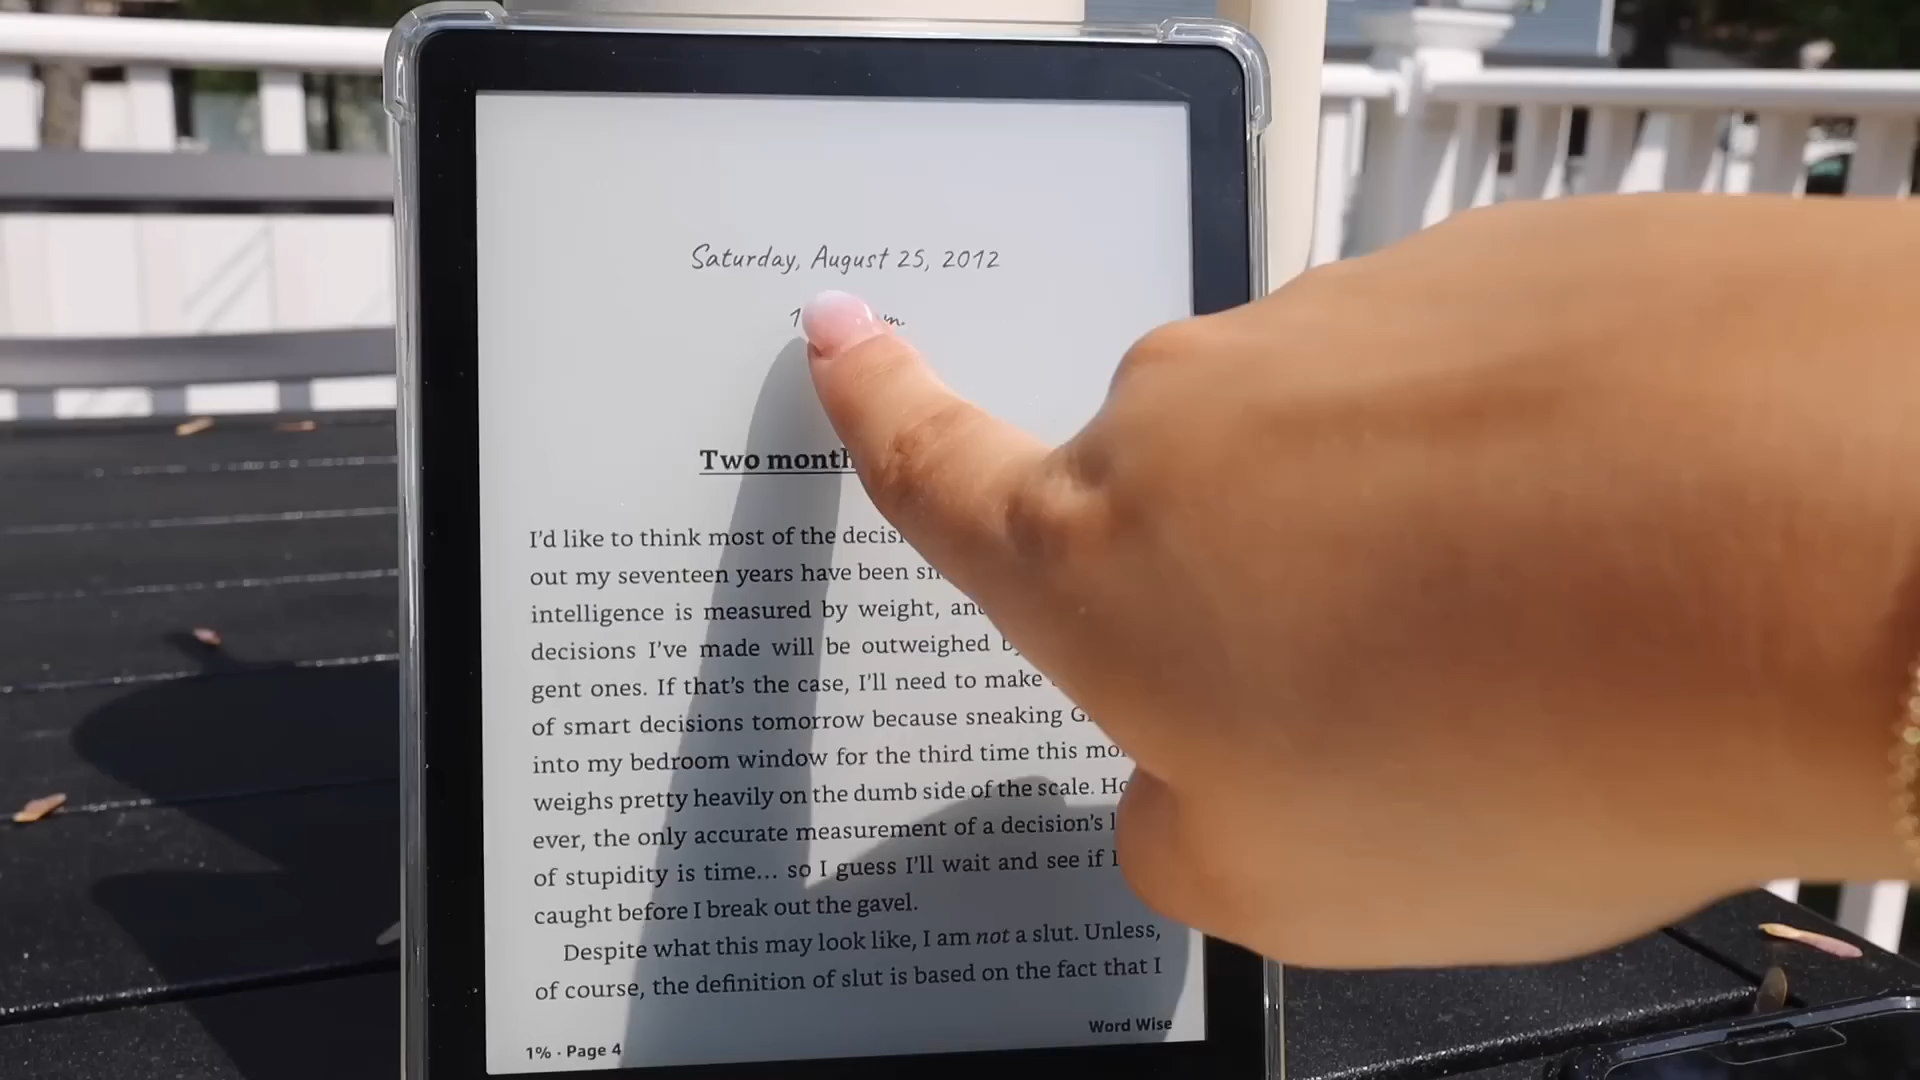 Saturday, August 25, 2012
Two
I'd like to think most of the
out my seventeen years have been
intelligence is measured by weight,
decisions I've made will be outweighed
gent ones. If that's the case, I'll need to make
of smart decisions tomorrow because sneaking
into my bedroom window for the third time this
weighs pretty heavily on the dumb side of the scale.
ever, the only accurate measurement of a decision's
of stupidity is time... so I guess I'll wait and see if
caught before I break out the gavel.
Despite what this may look like, I am not a slut. Unless,
of course, the definition of slut is based on the fact that I
Word Wise
1% · Page 4